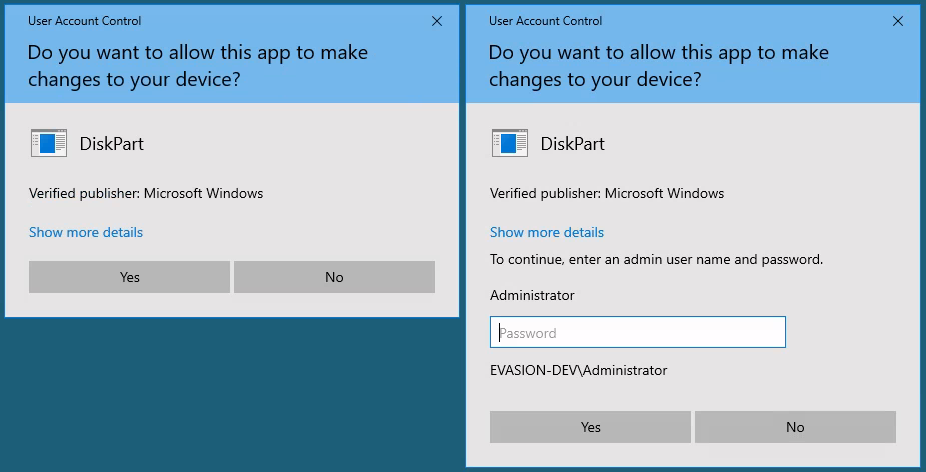 User Account Control
Do you want to allow this app to make
changes to your device?
DiskPart
Verified publisher: Microsoft Windows
Show more details
Yes
No
User Account Control
Do you want to allow this app to make
changes to your device?
DiskPart
Verified publisher: Microsoft Windows
Show more details
To continue, enter an admin user name and password.
Administrator
Password
EVASION-DEV\Administrator
Yes
No